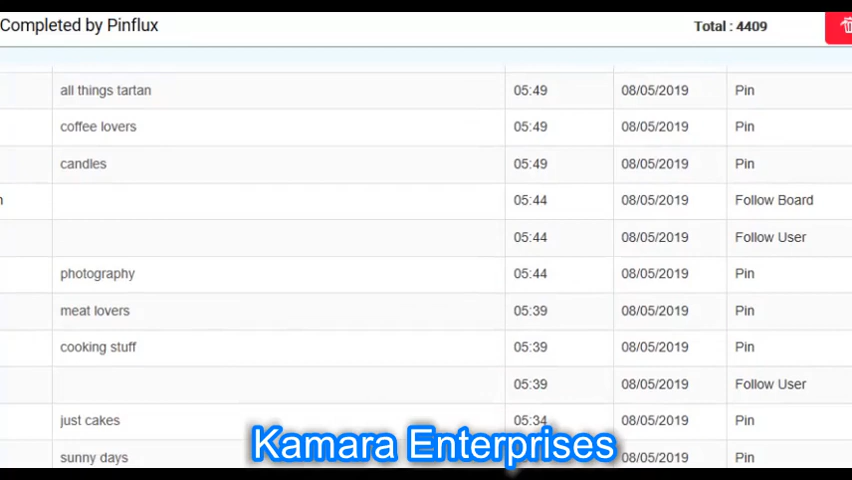 Completed by Pinflux Total : 4409
all things tartan 05:49 08/05/2019 Pin
coffee lovers 05:49 08/05/2019 Pin
candles 05:49 08/05/2019 Pin
05:44 08/05/2019 Follow Board
05:44 08/05/2019 Follow User
photography 05:44 08/05/2019 Pin
meat lovers 05:39 08/05/2019 Pin
cooking stuff 05:39 08/05/2019 Pin
05:39 08/05/2019 Follow User
just cakes 05:34 08/05/2019 Pin
sunny days 08/05/2019 Pin
Kamara Enterprises